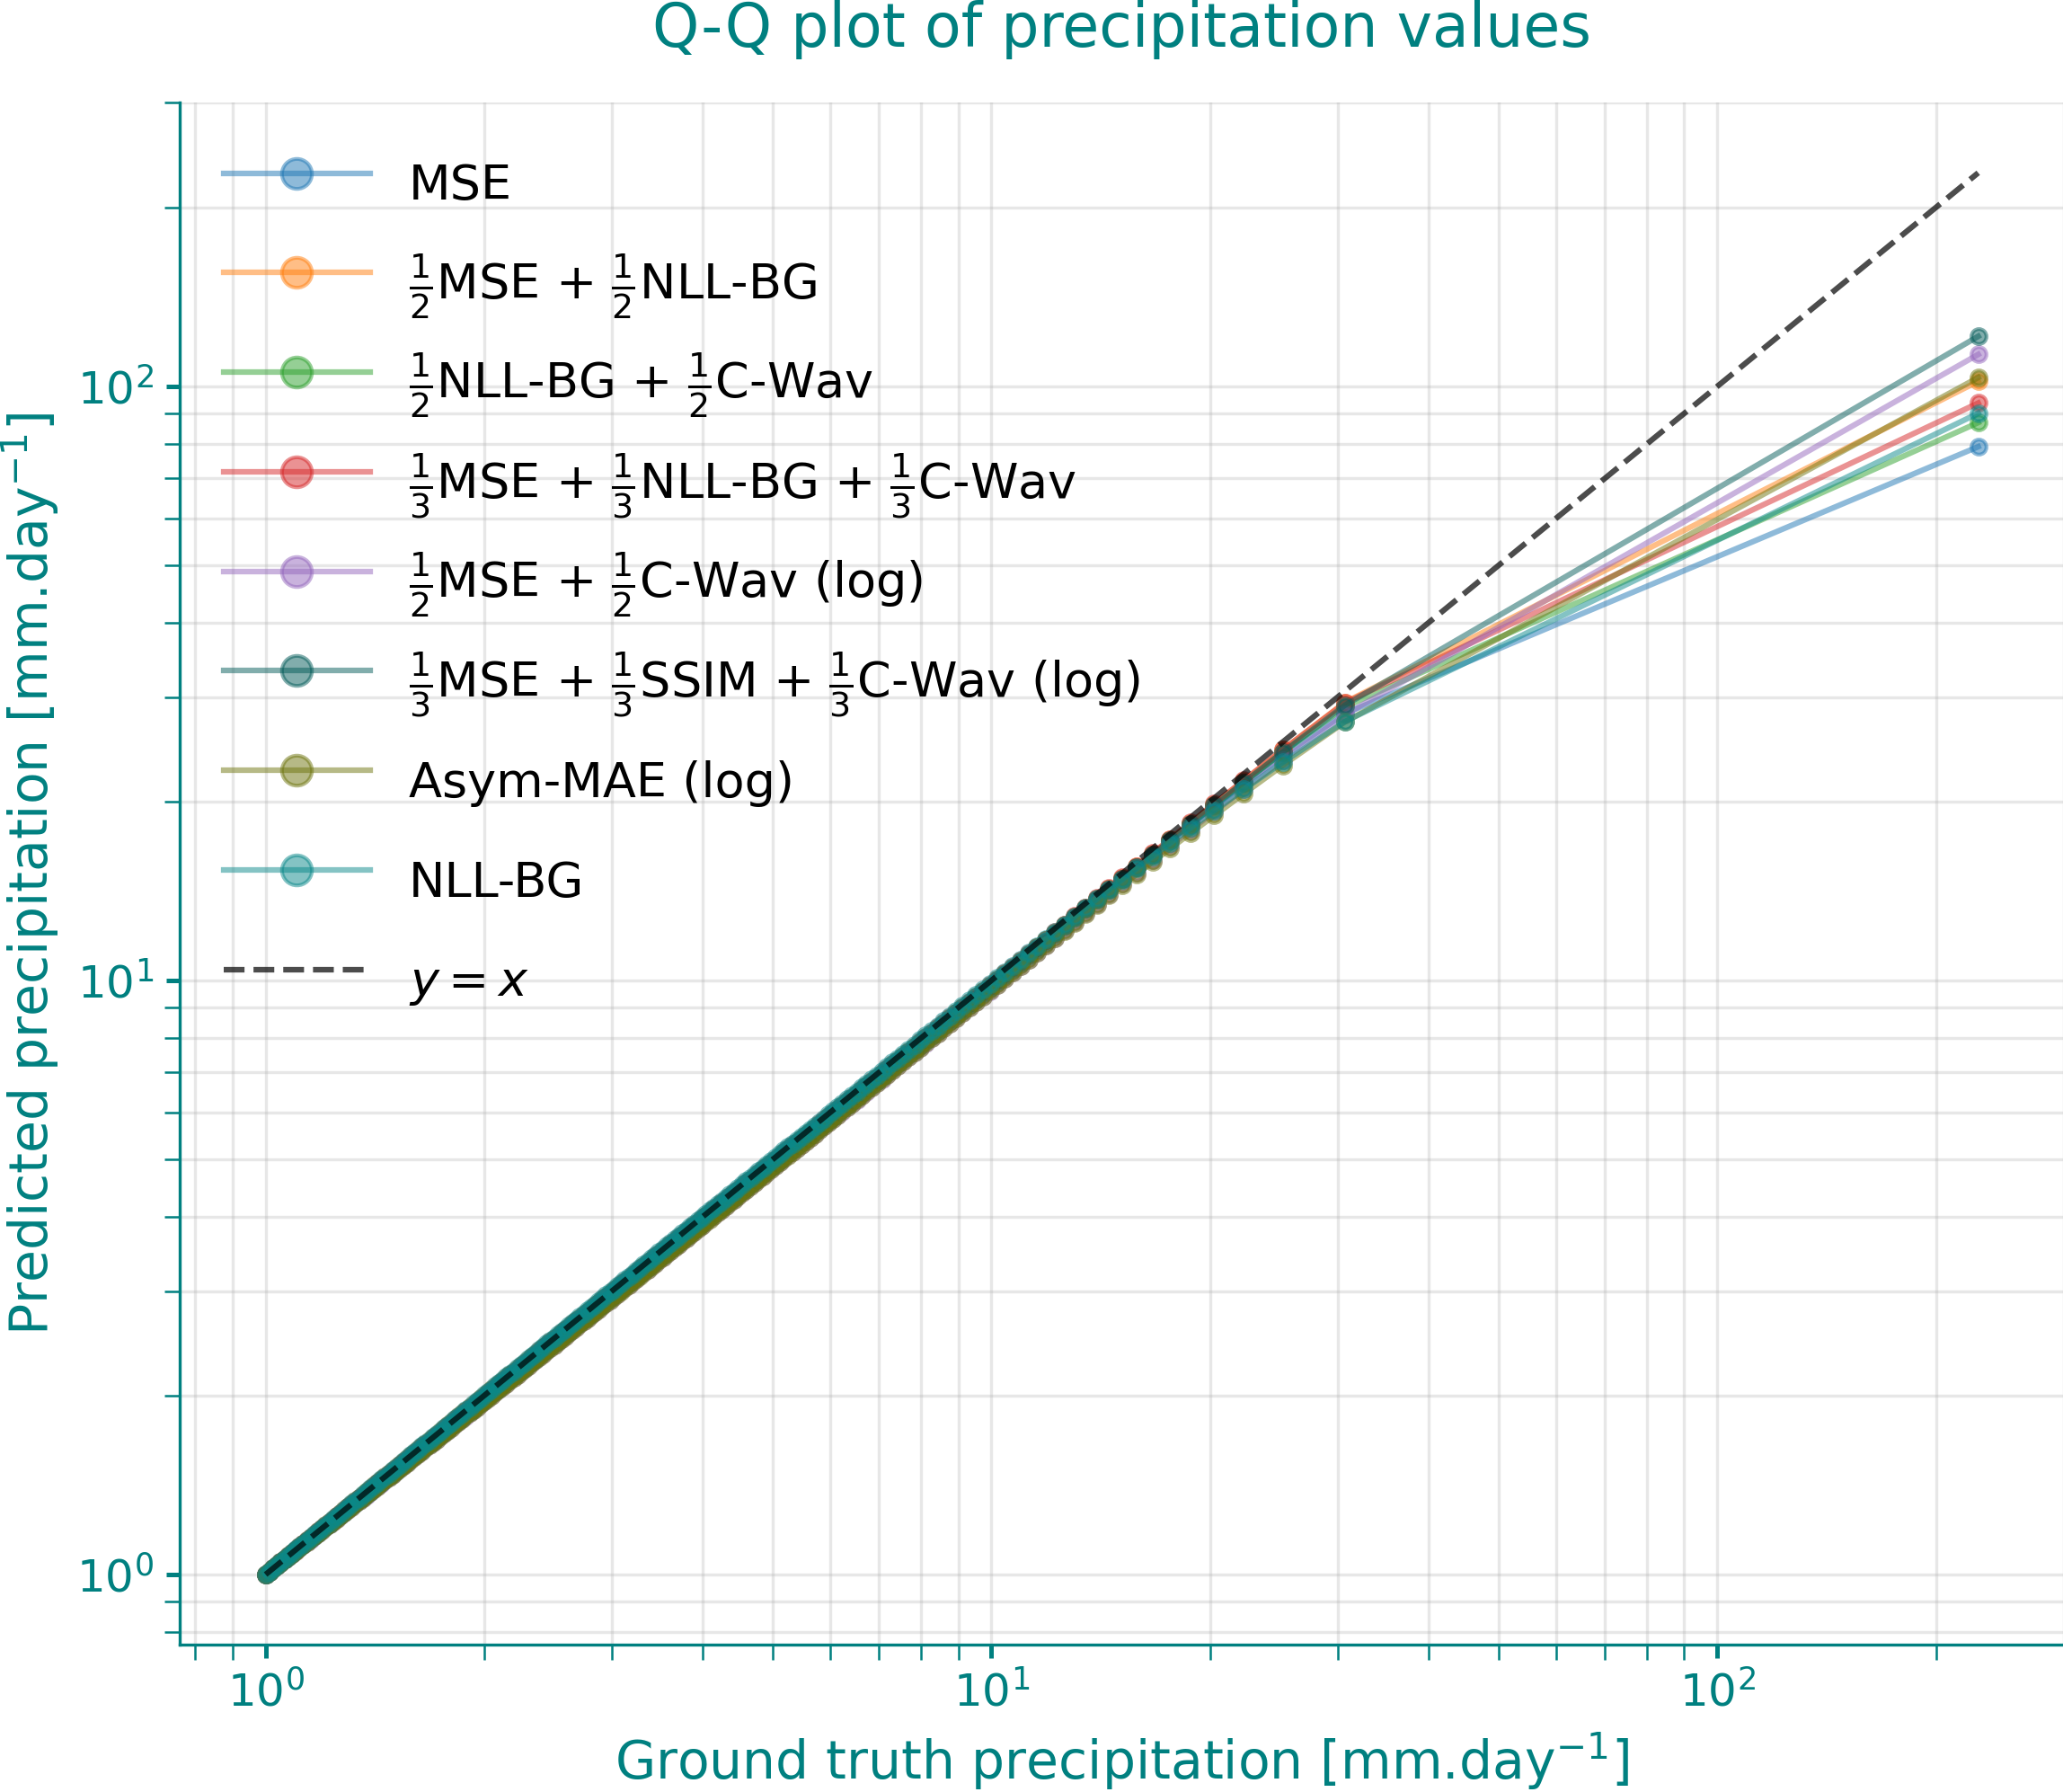 Q-Q plot of precipitation values
Predicted precipitation [mm.day⁻¹]
10²
10¹
10⁰
MSE
½MSE + ½NLL-BG
½NLL-BG + ½C-Wav
⅓MSE + ⅓NLL-BG + ⅓C-Wav
½MSE + ½C-Wav (log)
⅓MSE + ⅓SSIM + ⅓C-Wav (log)
Asym-MAE (log)
NLL-BG
y = x
10⁰ 10¹ 10²
Ground truth precipitation [mm.day⁻¹]